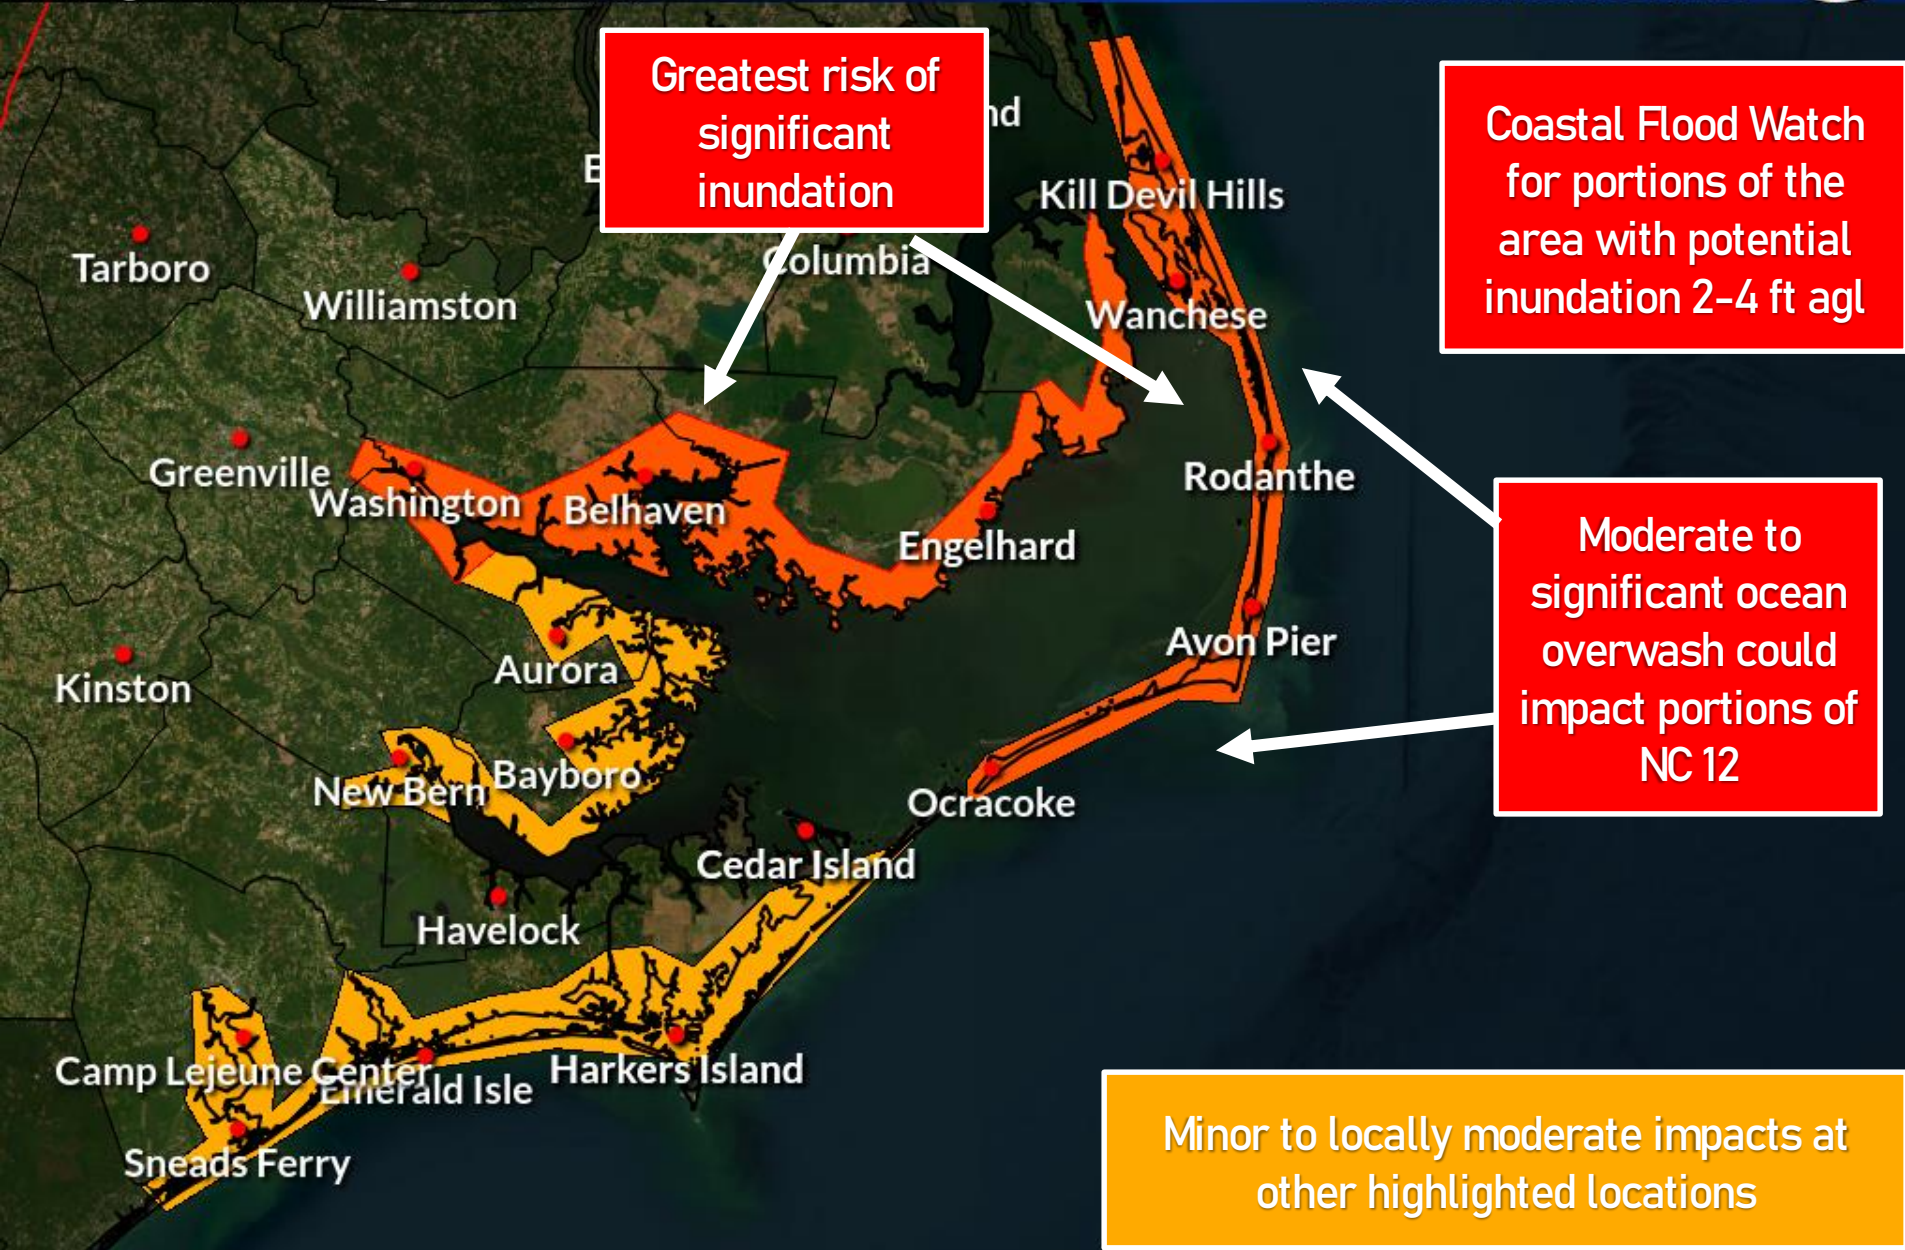 Greatest risk of
significant
inundation
Coastal Flood Watch
for portions of the
area with potential
inundation 2-4 ft agl
Kill Devil Hills
Tarboro
Columbia
Williamston
Wanchese
Greenville
Washington
Belhaven
Rodanthe
Engelhard
Moderate to
significant ocean
overwash could
impact portions of
NC 12
Avon Pier
Aurora
Kinston
Bayboro
New Bern
Ocracoke
Cedar Island
Havelock
Camp Lejeune Center
Emerald Isle
Harkers Island
Sneads Ferry
Minor to locally moderate impacts at
other highlighted locations